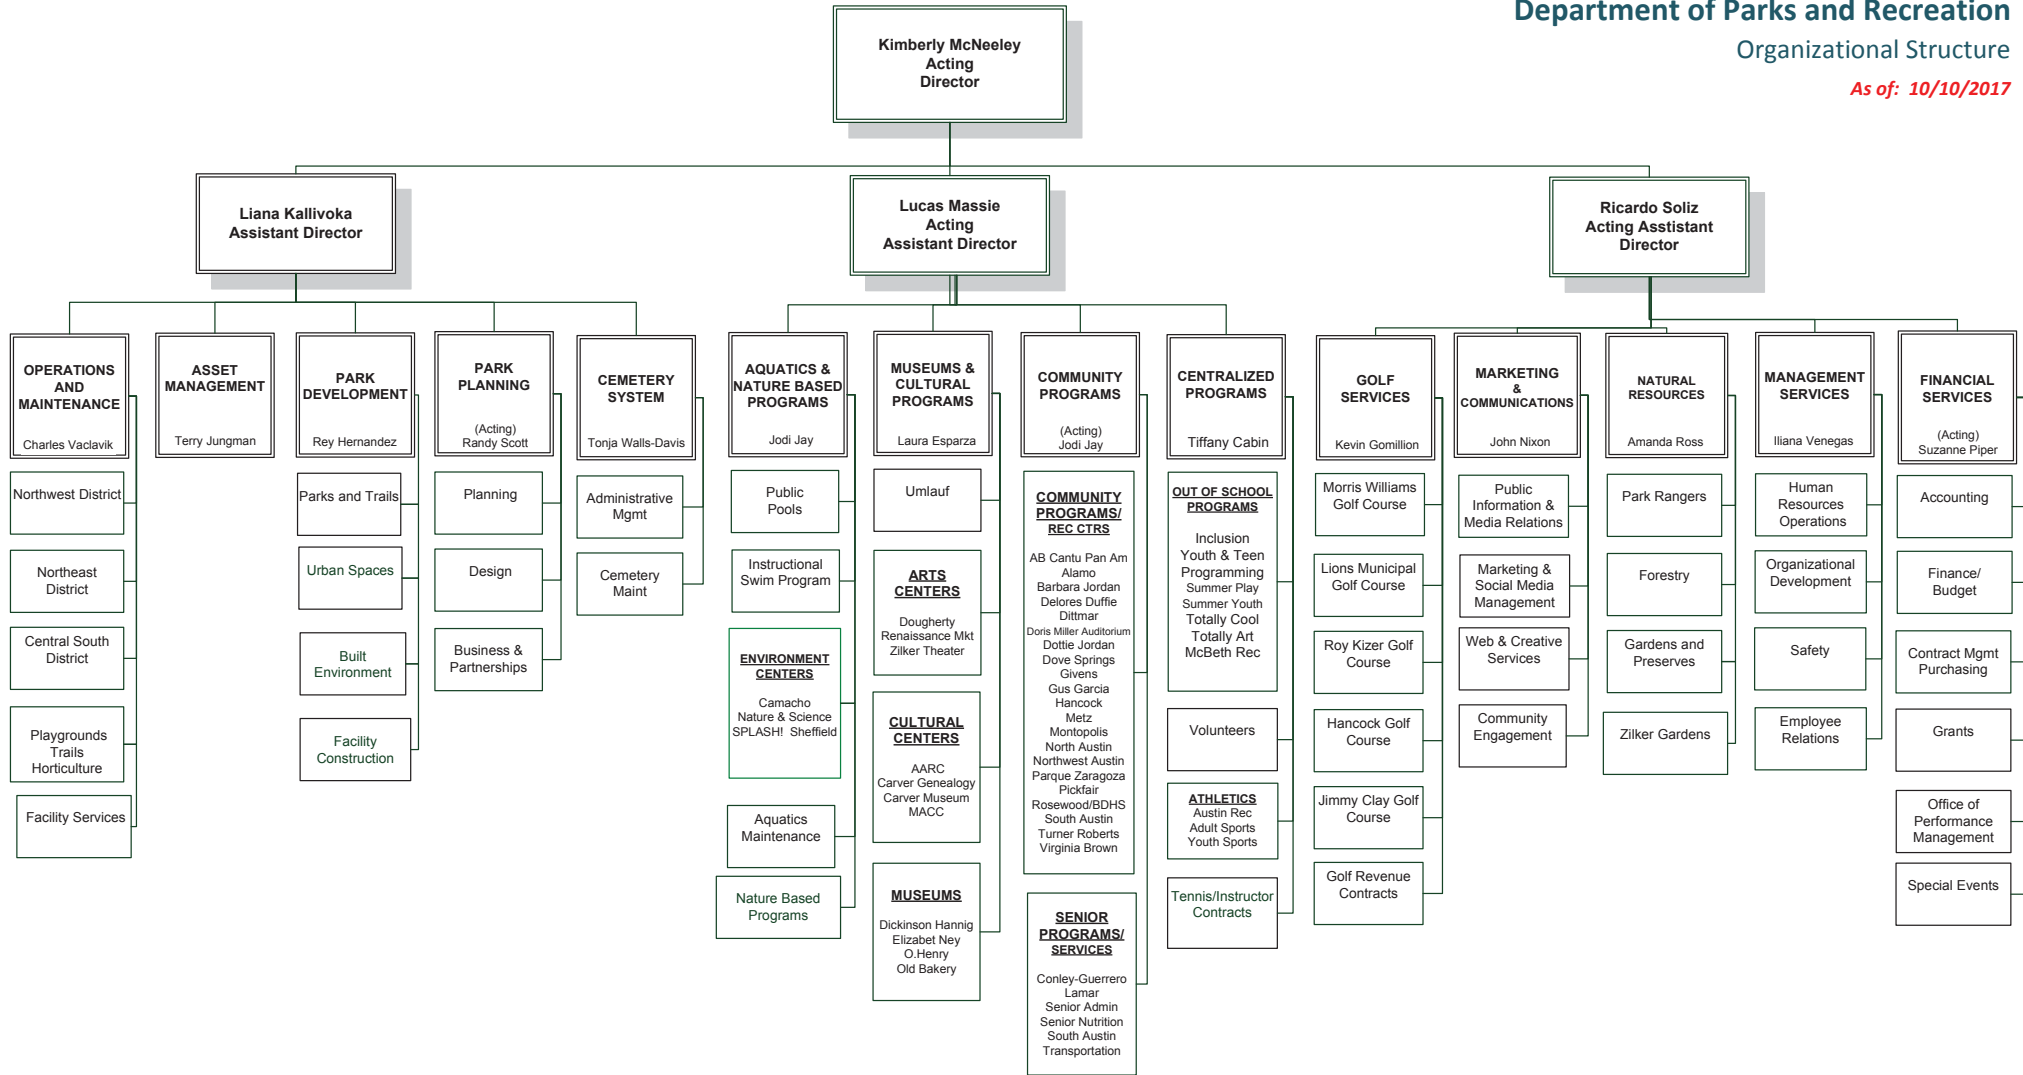 Department of Parks and Recreation
Organizational Structure
As of: 10/10/2017
Kimberly McNeeley
Acting
Director
Liana Kallivoka
Assistant Director
Lucas Massie
Acting
Assistant Director
Ricardo Soliz
Acting Asstistant
Director
OPERATIONS
AND
MAINTENANCE
Charles Vaclavik
Northwest District
Northeast
District
Central South
District
Playgrounds
Trails
Horticulture
Facility Services
ASSET
MANAGEMENT
Terry Jungman
PARK
DEVELOPMENT
Rey Hernandez
Parks and Trails
Urban Spaces
Built
Environment
Facility
Construction
PARK
PLANNING
(Acting)
Randy Scott
Planning
Design
Business &
Partnerships
CEMETERY
SYSTEM
Tonja Walls-Davis
Administrative
Mgmt
Cemetery
Maint
AQUATICS &
NATURE BASED
PROGRAMS
Jodi Jay
Public
Pools
Instructional
Swim Program
ENVIRONMENT
CENTERS
Camacho
Nature & Science
SPLASH! Sheffield
Aquatics
Maintenance
Nature Based
Programs
MUSEUMS &
CULTURAL
PROGRAMS
Laura Esparza
Umlauf
ARTS
CENTERS
Dougherty
Renaissance Mkt
Zilker Theater
CULTURAL
CENTERS
AARC
Carver Genealogy
Carver Museum
MACC
MUSEUMS
Dickinson Hannig
Elizabet Ney
O.Henry
Old Bakery
COMMUNITY
PROGRAMS
(Acting)
Jodi Jay
COMMUNITY
PROGRAMS/
REC CTRS
AB Cantu Pan Am
Alamo
Barbara Jordan
Delores Duffie
Dittmar
Doris Miller Auditorium
Dottie Jordan
Dove Springs
Givens
Gus Garcia
Hancock
Metz
Montopolis
North Austin
Northwest Austin
Parque Zaragoza
Pickfair
Rosewood/BDHS
South Austin
Turner Roberts
Virginia Brown
SENIOR
PROGRAMS/
SERVICES
Conley-Guerrero
Lamar
Senior Admin
Senior Nutrition
South Austin
Transportation
CENTRALIZED
PROGRAMS
Tiffany Cabin
OUT OF SCHOOL
PROGRAMS
Inclusion
Youth & Teen
Programming
Summer Play
Summer Youth
Totally Cool
Totally Art
McBeth Rec
Volunteers
ATHLETICS
Austin Rec
Adult Sports
Youth Sports
Tennis/Instructor
Contracts
GOLF
SERVICES
Kevin Gomillion
Morris Williams
Golf Course
Lions Municipal
Golf Course
Roy Kizer Golf
Course
Hancock Golf
Course
Jimmy Clay Golf
Course
Golf Revenue
Contracts
MARKETING
&
COMMUNICATIONS
John Nixon
Public
Information &
Media Relations
Marketing &
Social Media
Management
Web & Creative
Services
Community
Engagement
NATURAL
RESOURCES
Amanda Ross
Park Rangers
Forestry
Gardens and
Preserves
Zilker Gardens
MANAGEMENT
SERVICES
Iliana Venegas
Human
Resources
Operations
Organizational
Development
Safety
Employee
Relations
FINANCIAL
SERVICES
(Acting)
Suzanne Piper
Accounting
Finance/
Budget
Contract Mgmt
Purchasing
Grants
Office of
Performance
Management
Special Events